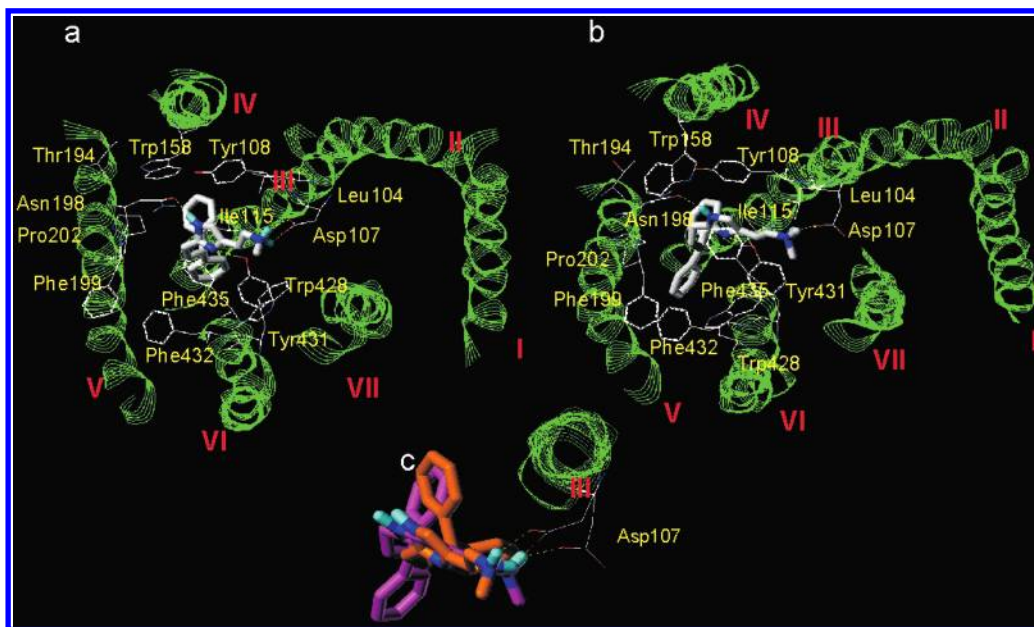 a
IV
Trp158 Tyr108
II
Thr194
III
Leu104
Asn198
Ile115
Asp107
Pro202
Phe199
Phe435
Trp428
Phe432
Tyr431
I
V
VII
VI
b
IV
III
II
Trp158
Tyr108
Thr194
Leu104
Asn198
Ile115
Asp107
Pro202
Phe199
Phe435
Tyr431
Phe432
Trp428
VII
I
V
VI
c
III
Asp107